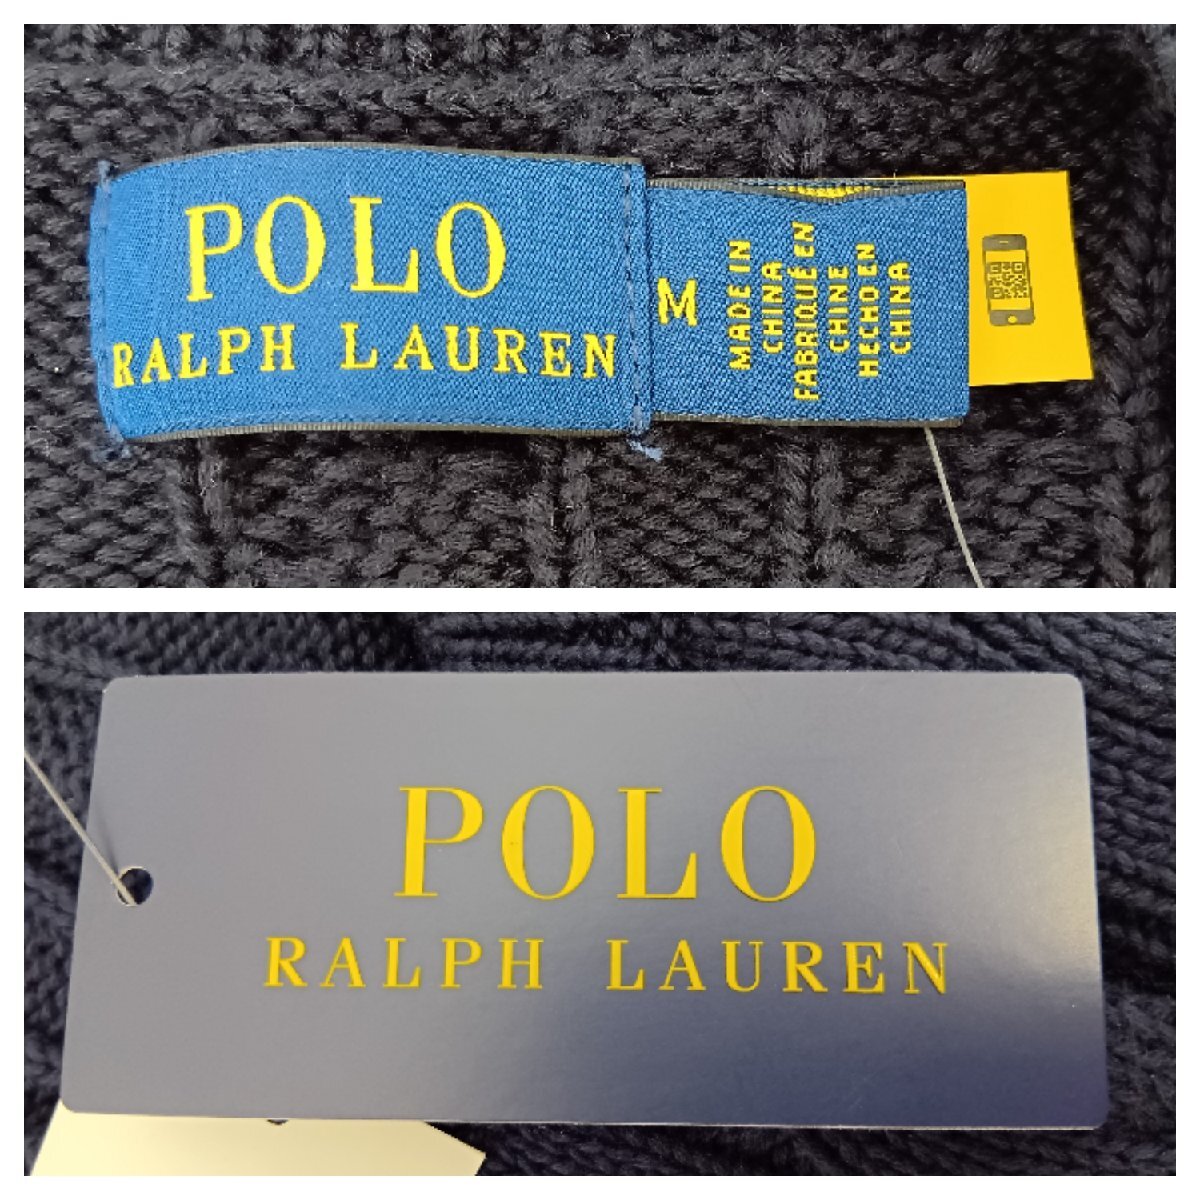 POLO
RALPH LAUREN
M
MADE IN
CHINA
FABRIQUÉ EN
CHINE
HECHO EN
CHINA
POLO
RALPH LAUREN